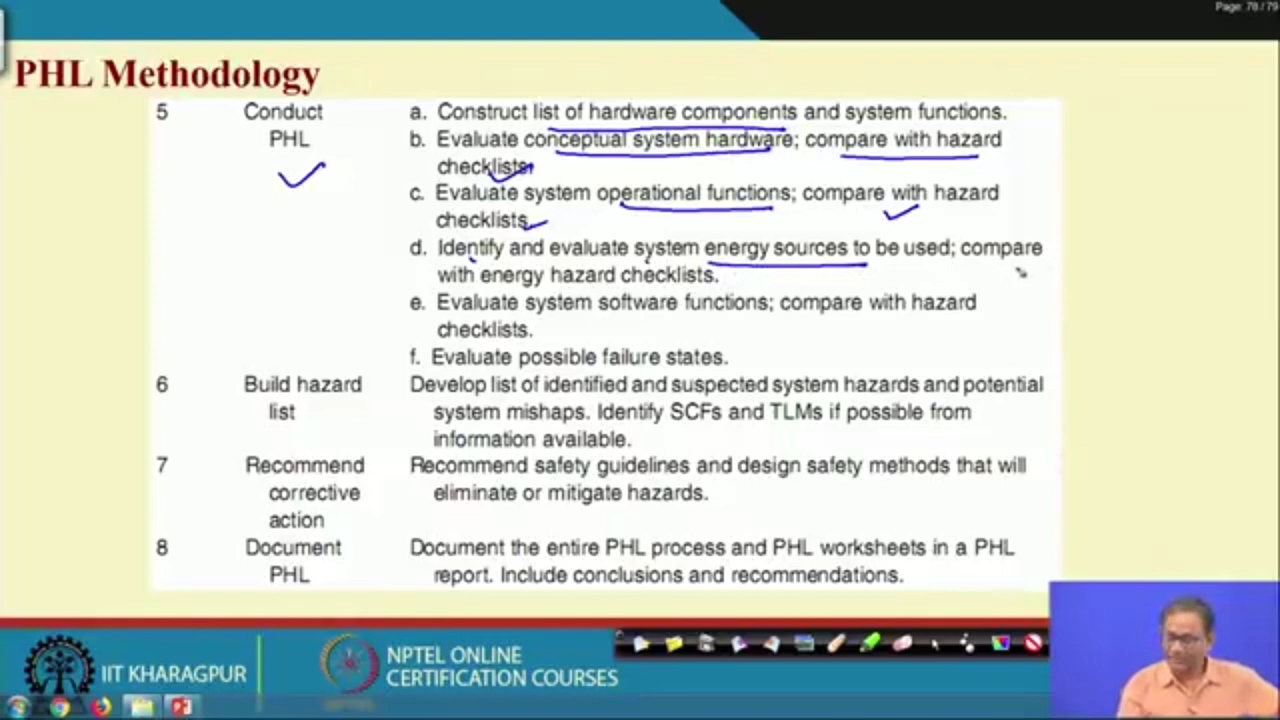 Page: 78 / 79
PHL Methodology
5 Conduct a. Construct list of hardware components and system functions.
PHL b. Evaluate conceptual system hardware; compare with hazard
checklists.
c. Evaluate system operational functions; compare with hazard
checklists.
d. Identify and evaluate system energy sources to be used; compare
with energy hazard checklists.
e. Evaluate system software functions; compare with hazard
checklists.
f. Evaluate possible failure states.
6 Build hazard Develop list of identified and suspected system hazards and potential
list system mishaps. Identify SCFs and TLMs if possible from
information available.
7 Recommend Recommend safety guidelines and design safety methods that will
corrective eliminate or mitigate hazards.
action
8 Document Document the entire PHL process and PHL worksheets in a PHL
PHL report. Include conclusions and recommendations.
IIT KHARAGPUR
NPTEL ONLINE
CERTIFICATION COURSES